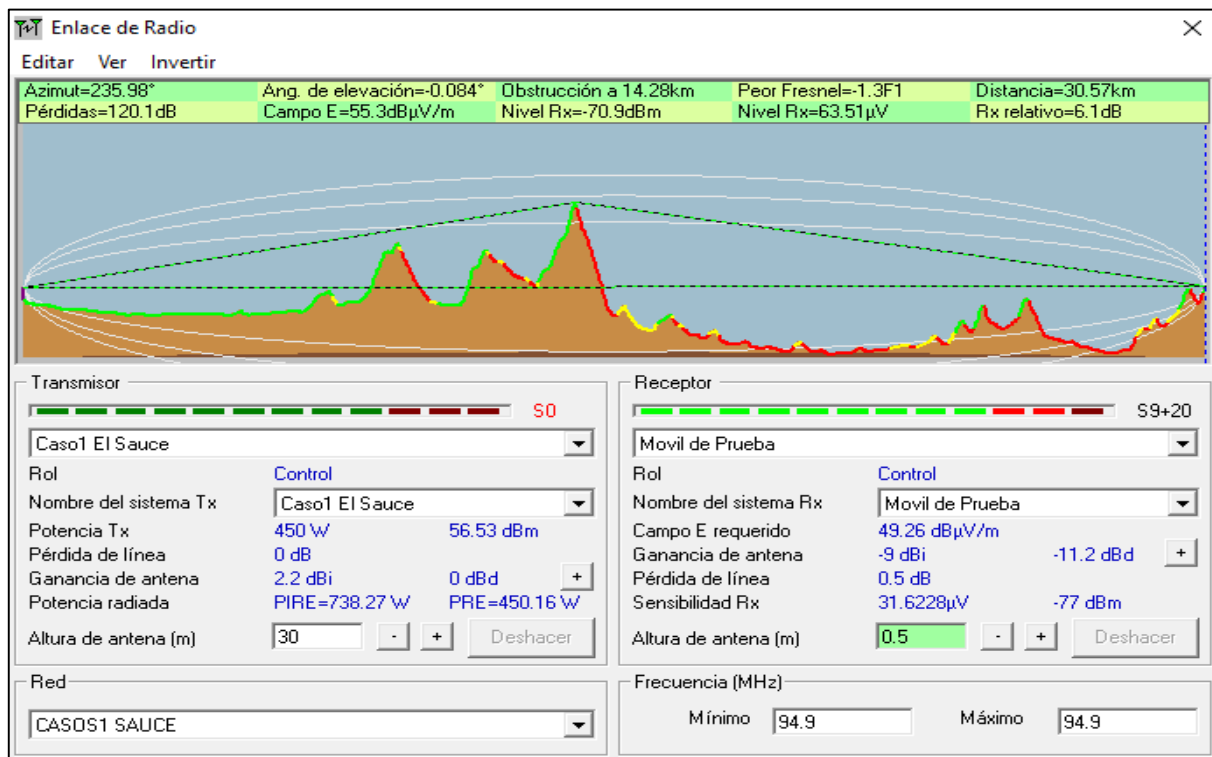 Enlace de Radio
Editar Ver Invertir
Azimut=235.98° Ang. de elevación=-0.084° Obstrucción a 14.28km Peor Fresnel=-1.3F1 Distancia=30.57km
Pérdidas=120.1dB Campo E=55.3dBµV/m Nivel Rx=-70.9dBm Nivel Rx=63.51µV Rx relativo=6.1dB
Transmisor
S0
Caso1 El Sauce
Rol Control
Nombre del sistema Tx Caso1 El Sauce
Potencia Tx 450 W 56.53 dBm
Pérdida de línea 0 dB
Ganancia de antena 2.2 dBi 0 dBd +
Potencia radiada PIRE=738.27 W PRE=450.16 W
Altura de antena (m) 30 - + Deshacer
Receptor
S9+20
Movil de Prueba
Rol Control
Nombre del sistema Rx Movil de Prueba
Campo E requerido 49.26 dBµV/m
Ganancia de antena -9 dBi -11.2 dBd +
Pérdida de línea 0.5 dB
Sensibilidad Rx 31.6228µV -77 dBm
Altura de antena (m) 0.5 - + Deshacer
Red
CASOS1 SAUCE
Frecuencia (MHz)
Mínimo 94.9 Máximo 94.9